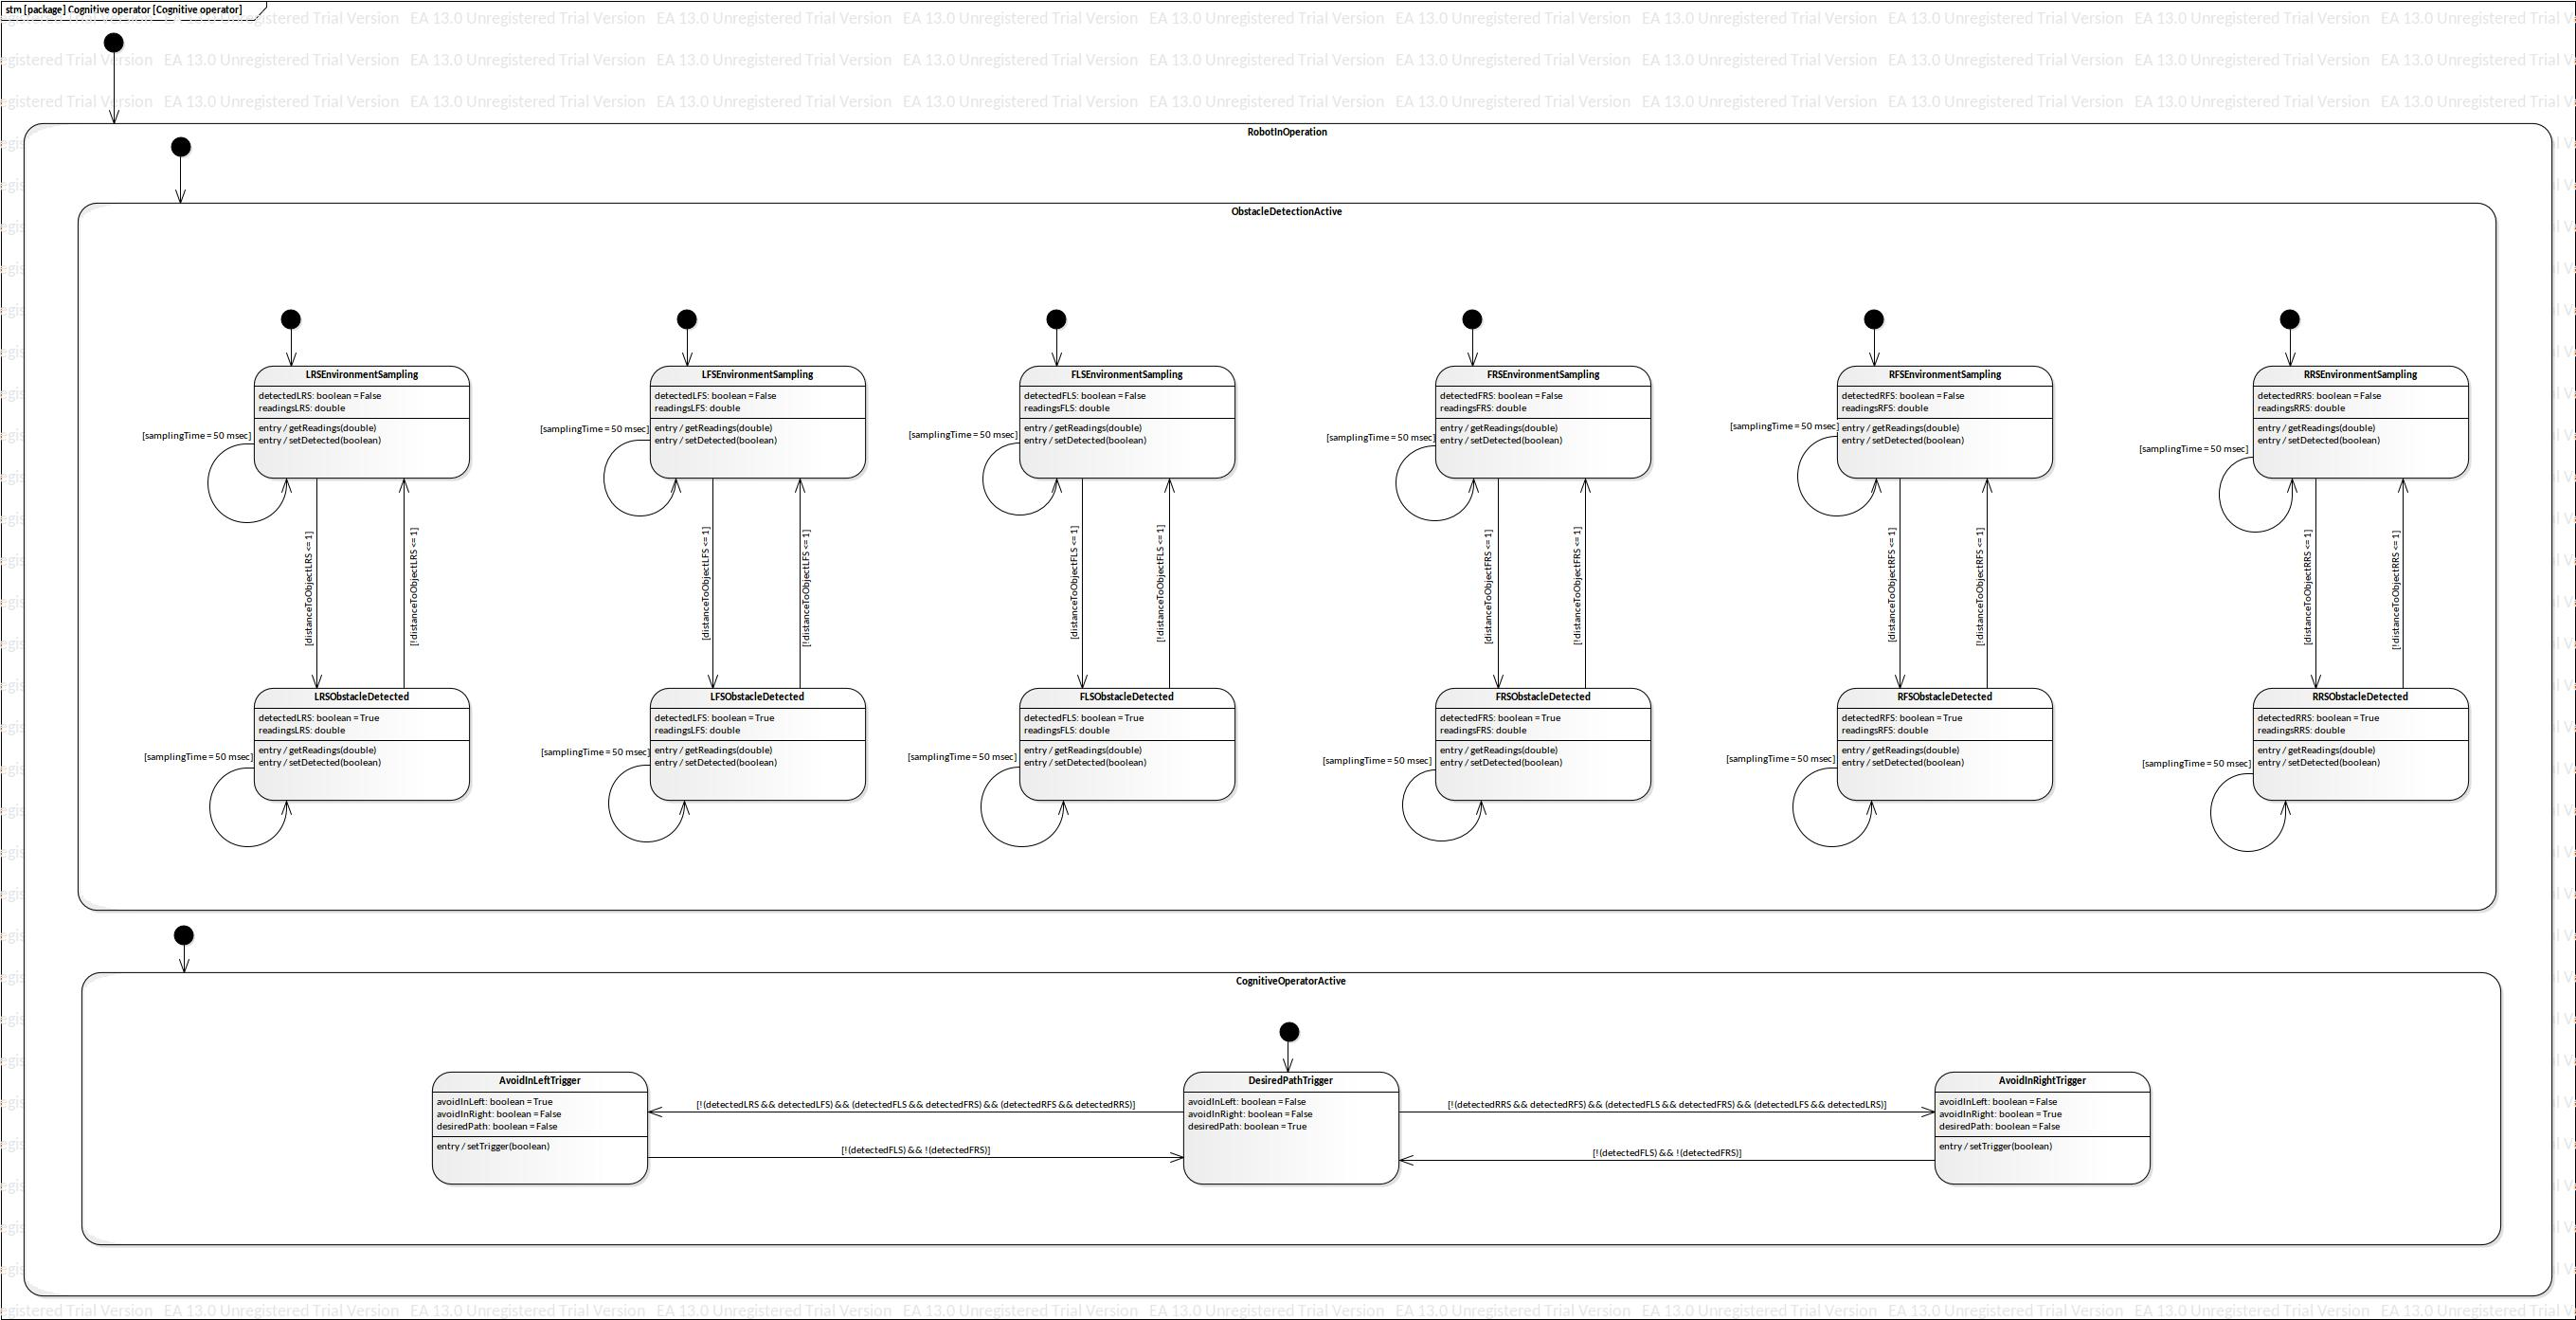 stm [package] Cognitive operator [Cognitive operator]
EA 13.0 Unregistered Trial Version
RobotInOperation
ObstacleDetectionActive
LRSEnvironmentSampling
detectedLRS: boolean = False
readingsLRS: double
entry / getReadings(double)
entry / setDetected(boolean)
[samplingTime = 50 msec]
LFSEnvironmentSampling
detectedLFS: boolean = False
readingsLFS: double
entry / getReadings(double)
entry / setDetected(boolean)
[samplingTime = 50 msec]
FLSEnvironmentSampling
detectedFLS: boolean = False
readingsFLS: double
entry / getReadings(double)
entry / setDetected(boolean)
[samplingTime = 50 msec]
FRSEnvironmentSampling
detectedFRS: boolean = False
readingsFRS: double
entry / getReadings(double)
entry / setDetected(boolean)
[samplingTime = 50 msec]
RFSEnvironmentSampling
detectedRFS: boolean = False
readingsRFS: double
entry / getReadings(double)
entry / setDetected(boolean)
[samplingTime = 50 msec]
RRSEnvironmentSampling
detectedRRS: boolean = False
readingsRRS: double
entry / getReadings(double)
entry / setDetected(boolean)
[samplingTime = 50 msec]
[distanceToObjectLRS <= 1]
[!distanceToObjectLRS <= 1]
[distanceToObjectLFS <= 1]
[!distanceToObjectLFS <= 1]
[distanceToObjectFLS <= 1]
[!distanceToObjectFLS <= 1]
[distanceToObjectFRS <= 1]
[!distanceToObjectFRS <= 1]
[distanceToObjectRFS <= 1]
[!distanceToObjectRFS <= 1]
[distanceToObjectRRS <= 1]
[!distanceToObjectRRS <= 1]
LRSObstacleDetected
detectedLRS: boolean = True
readingsLRS: double
entry / getReadings(double)
entry / setDetected(boolean)
[samplingTime = 50 msec]
LFSObstacleDetected
detectedLFS: boolean = True
readingsLFS: double
entry / getReadings(double)
entry / setDetected(boolean)
[samplingTime = 50 msec]
FLSObstacleDetected
detectedFLS: boolean = True
readingsFLS: double
entry / getReadings(double)
entry / setDetected(boolean)
[samplingTime = 50 msec]
FRSObstacleDetected
detectedFRS: boolean = True
readingsFRS: double
entry / getReadings(double)
entry / setDetected(boolean)
[samplingTime = 50 msec]
RFSObstacleDetected
detectedRFS: boolean = True
readingsRFS: double
entry / getReadings(double)
entry / setDetected(boolean)
[samplingTime = 50 msec]
RRSObstacleDetected
detectedRRS: boolean = True
readingsRRS: double
entry / getReadings(double)
entry / setDetected(boolean)
[samplingTime = 50 msec]
CognitiveOperatorActive
AvoidInLeftTrigger
avoidInLeft: boolean = True
avoidInRight: boolean = False
desiredPath: boolean = False
entry / setTrigger(boolean)
[!(detectedLRS && detectedLFS) && (detectedFLS && detectedFRS) && (detectedRFS && detectedRRS)]
[!(detectedFLS) && !(detectedFRS)]
DesiredPathTrigger
avoidInLeft: boolean = False
avoidInRight: boolean = False
desiredPath: boolean = True
[!(detectedRRS && detectedRFS) && (detectedFLS && detectedFRS) && (detectedLFS && detectedLRS)]
[!(detectedFLS) && !(detectedFRS)]
AvoidInRightTrigger
avoidInLeft: boolean = False
avoidInRight: boolean = True
desiredPath: boolean = False
entry / setTrigger(boolean)